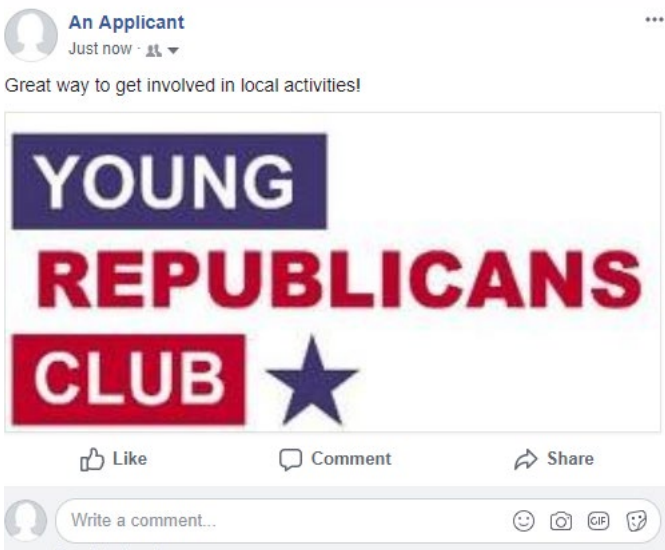 An Applicant
Just now ·
Great way to get involved in local activities!
YOUNG
REPUBLICANS
CLUB
Like Comment Share
Write a comment... GIF